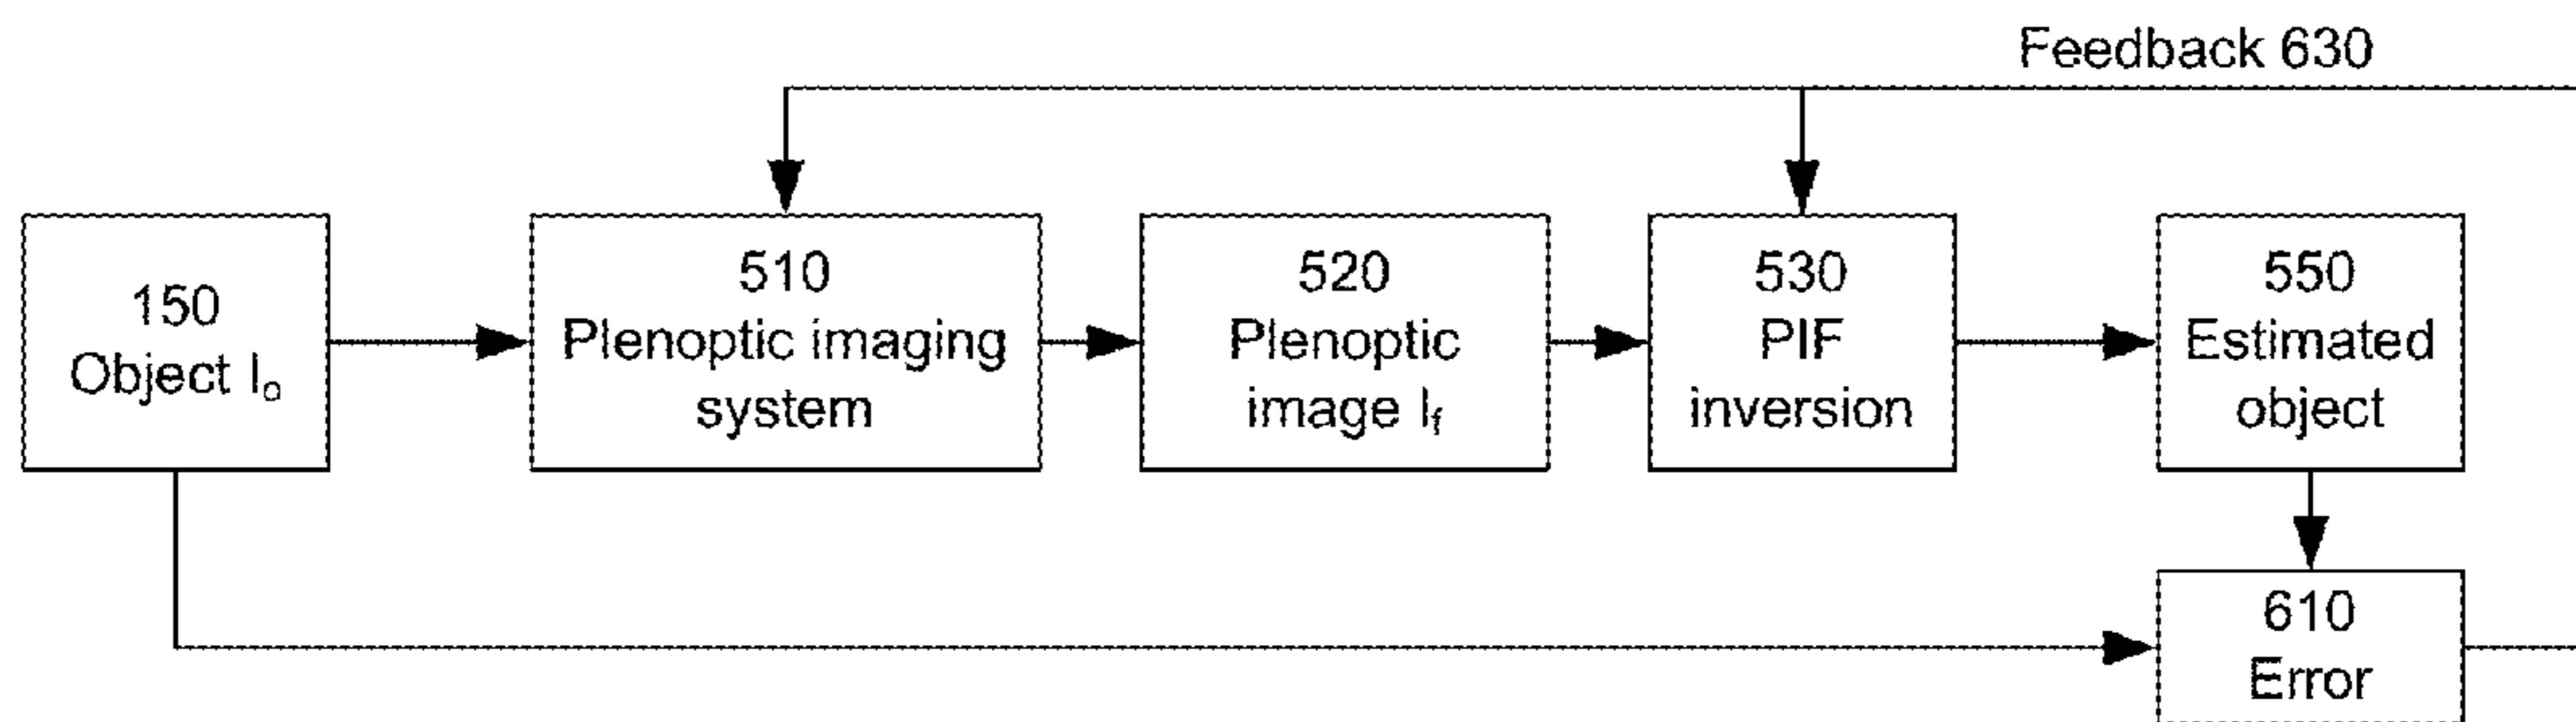 Feedback 630
150
Object Iₒ
510
Plenoptic imaging
system
520
Plenoptic
image I_f
530
PIF
inversion
550
Estimated
object
610
Error